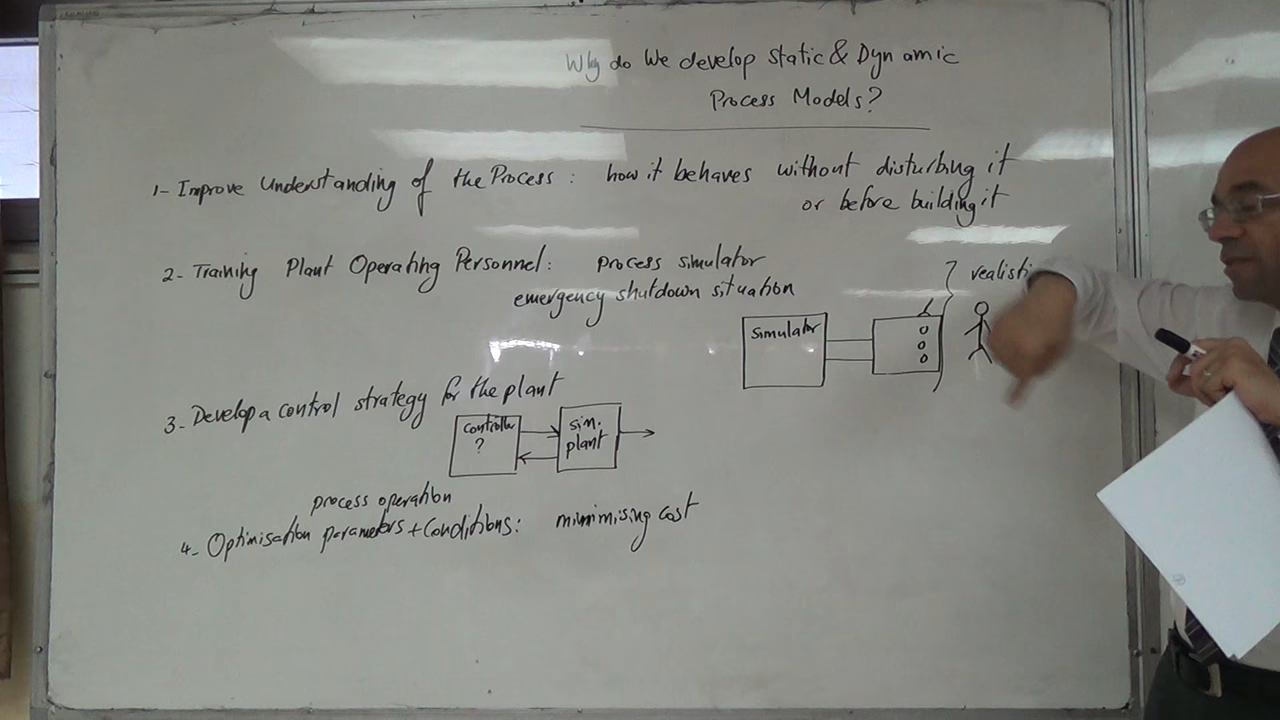 Why do We develop Static & Dynamic
Process Models?
1- Improve Understanding of the Process: how it behaves without disturbing it
or before building it
2- Training Plant Operating Personnel: process simulator
emergency shutdown situation
realisti
simulator
3- Develop a control strategy for the plant
controller
?
sim.
plant
process operation
4- Optimisation parameters + Conditions: minimising cost